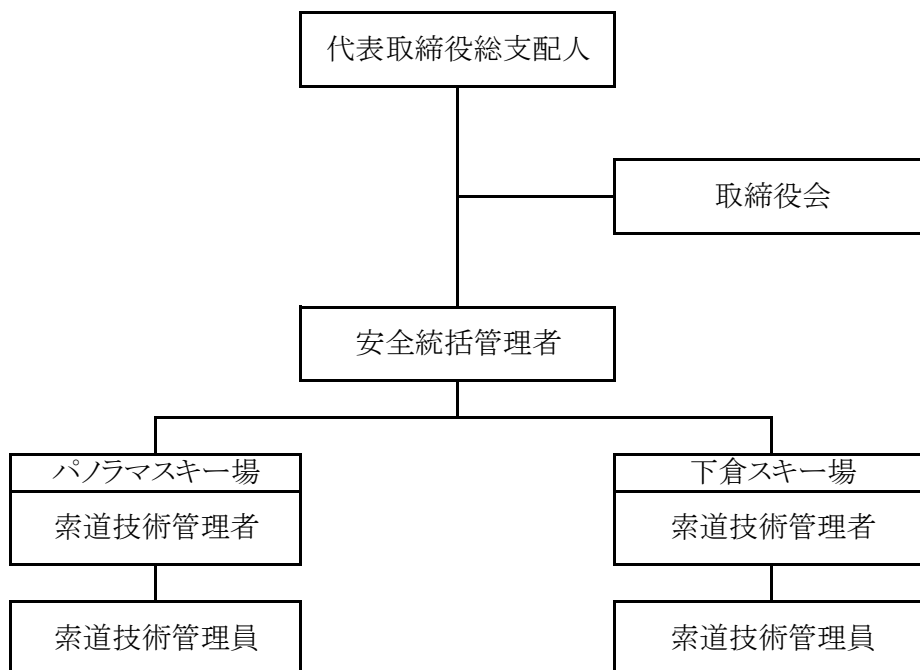 代表取締役総支配人
取締役会
安全統括管理者
パノラマスキー場
下倉スキー場
索道技術管理者
索道技術管理者
索道技術管理員
索道技術管理員